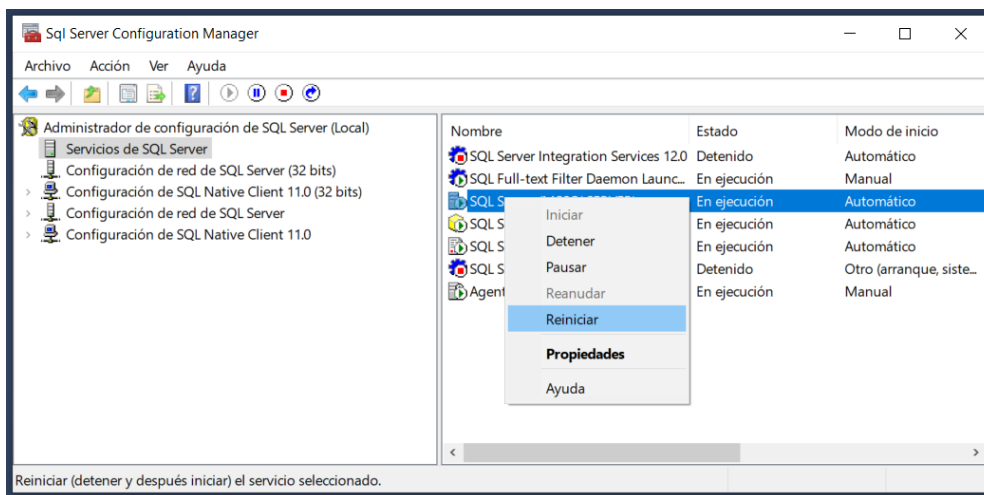 Sql Server Configuration Manager
Archivo Acción Ver Ayuda
Administrador de configuración de SQL Server (Local)
Servicios de SQL Server
Configuración de red de SQL Server (32 bits)
Configuración de SQL Native Client 11.0 (32 bits)
Configuración de red de SQL Server
Configuración de SQL Native Client 11.0
Nombre Estado Modo de inicio
SQL Server Integration Services 12.0 Detenido Automático
SQL Full-text Filter Daemon Launc... En ejecución Manual
SQL S En ejecución Automático
SQL S En ejecución Automático
SQL S En ejecución Automático
SQL S Detenido Otro (arranque, siste...
Agent En ejecución Manual
Iniciar
Detener
Pausar
Reanudar
Reiniciar
Propiedades
Ayuda
Reiniciar (detener y después iniciar) el servicio seleccionado.